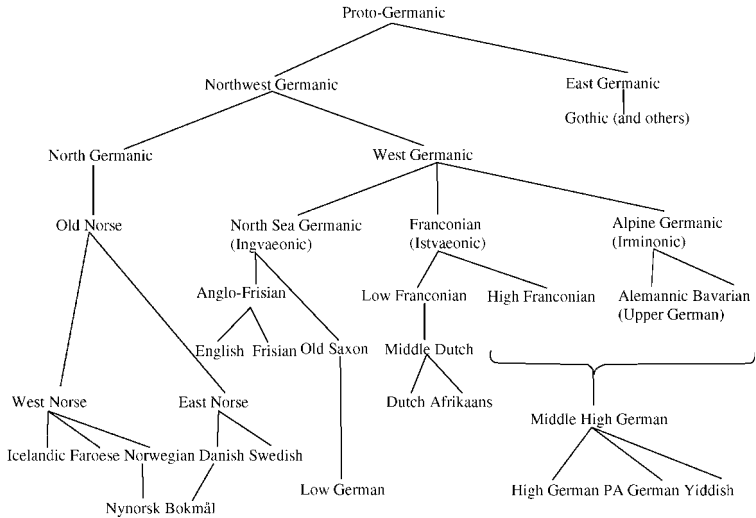 Proto-Germanic
Northwest Germanic East Germanic
Gothic (and others)
North Germanic West Germanic
Old Norse North Sea Germanic Franconian Alpine Germanic
(Ingvaeonic) (Istvaeonic) (Irminonic)
Anglo-Frisian Low Franconian High Franconian Alemannic Bavarian
(Upper German)
English Frisian Old Saxon Middle Dutch
West Norse East Norse Dutch Afrikaans
Middle High German
Icelandic Faroese Norwegian Danish Swedish
Low German High German PA German Yiddish
Nynorsk Bokmål